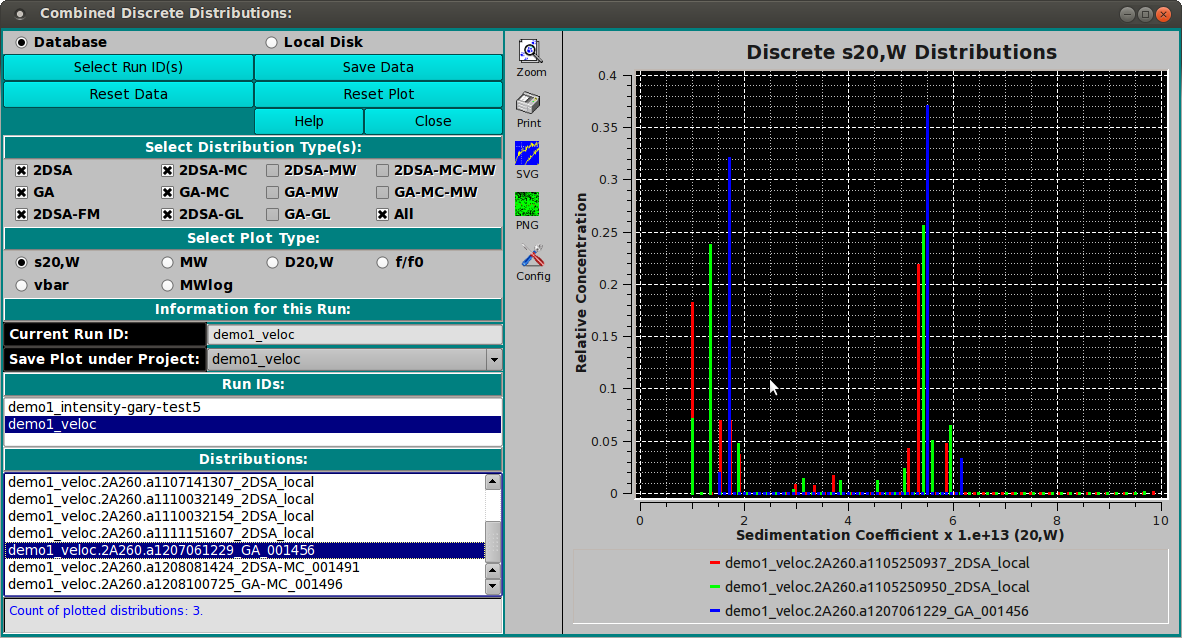 Combined Discrete Distributions:
Database
Local Disk
Select Run ID(s)
Save Data
Reset Data
Reset Plot
Help
Close
Select Distribution Type(s):
2DSA
2DSA-MC
2DSA-MW
2DSA-MC-MW
GA
GA-MC
GA-MW
GA-MC-MW
2DSA-FM
2DSA-GL
GA-GL
All
Select Plot Type:
s20,W
MW
D20,W
f/f0
vbar
MWlog
Information for this Run:
Current Run ID:
demo1_veloc
Save Plot under Project:
demo1_veloc
Run IDs:
demo1_intensity-gary-test5
demo1_veloc
Distributions:
demo1_veloc.2A260.a1107141307_2DSA_local
demo1_veloc.2A260.a1110032149_2DSA_local
demo1_veloc.2A260.a1110032154_2DSA_local
demo1_veloc.2A260.a1111151607_2DSA_local
demo1_veloc.2A260.a1207061229_GA_001456
demo1_veloc.2A260.a1208081424_2DSA-MC_001491
demo1_veloc.2A260.a1208100725_GA-MC_001496
Count of plotted distributions: 3.
Zoom
Print
SVG
PNG
Config
Discrete s20,W Distributions
Relative Concentration
0.4
0.35
0.3
0.25
0.2
0.15
0.1
0.05
0
0 2 4 6 8 10
Sedimentation Coefficient x 1.e+13 (20,W)
demo1_veloc.2A260.a1105250937_2DSA_local
demo1_veloc.2A260.a1105250950_2DSA_local
demo1_veloc.2A260.a1207061229_GA_001456